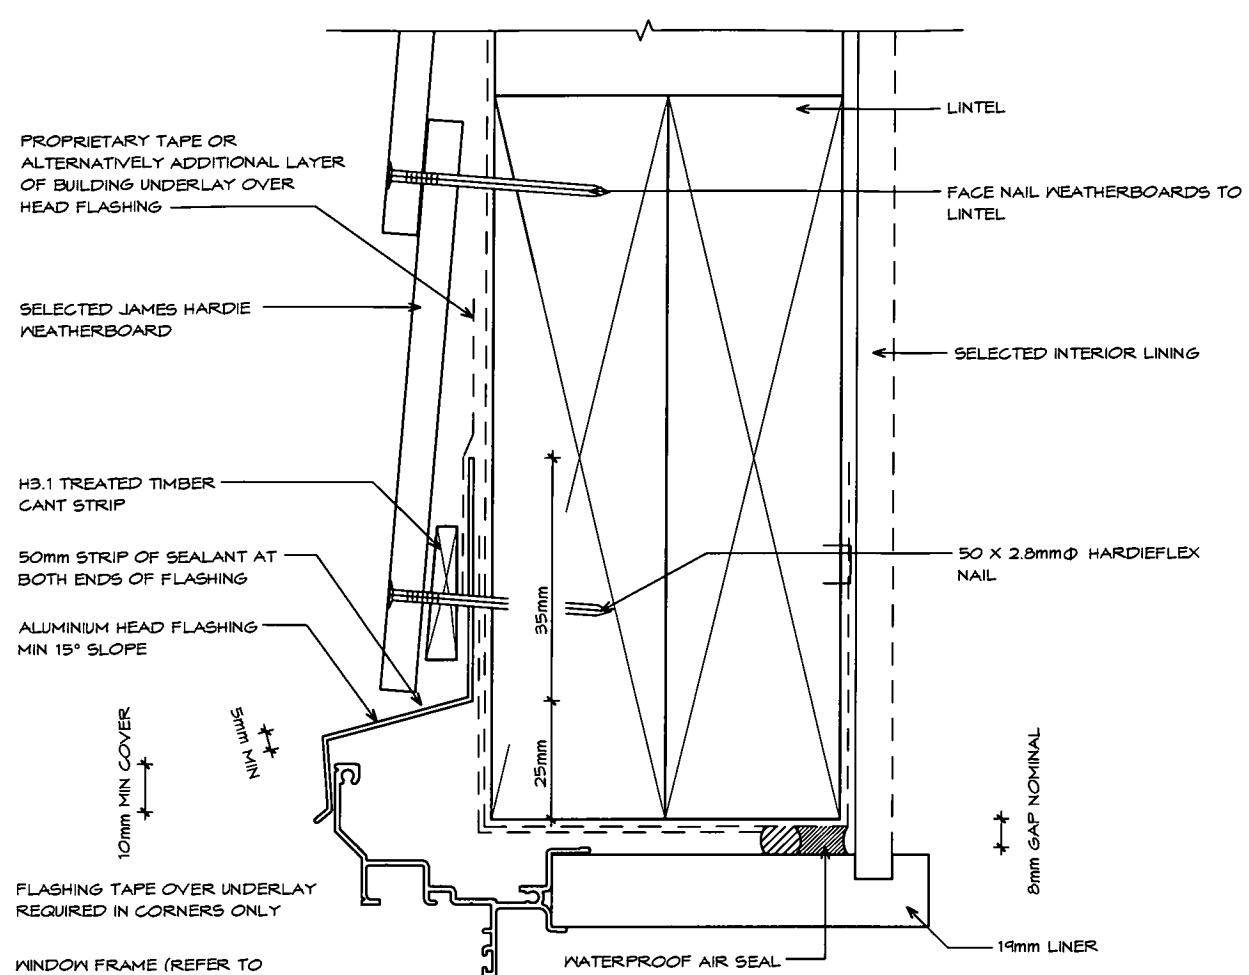 LINTEL
PROPRIETARY TAPE OR
ALTERNATIVELY ADDITIONAL LAYER
OF BUILDING UNDERLAY OVER
HEAD FLASHING
FACE NAIL WEATHERBOARDS TO
LINTEL
SELECTED JAMES HARDIE
WEATHERBOARD
SELECTED INTERIOR LINING
H3.1 TREATED TIMBER
CANT STRIP
50mm STRIP OF SEALANT AT
BOTH ENDS OF FLASHING
50 X 2.8mmΦ HARDIEFLEX
NAIL
35mm
ALUMINIUM HEAD FLASHING
MIN 15° SLOPE
10mm MIN COVER
5mm MIN
25mm
8mm GAP NOMINAL
FLASHING TAPE OVER UNDERLAY
REQUIRED IN CORNERS ONLY
19mm LINER
WATERPROOF AIR SEAL
WINDOW FRAME (REFER TO